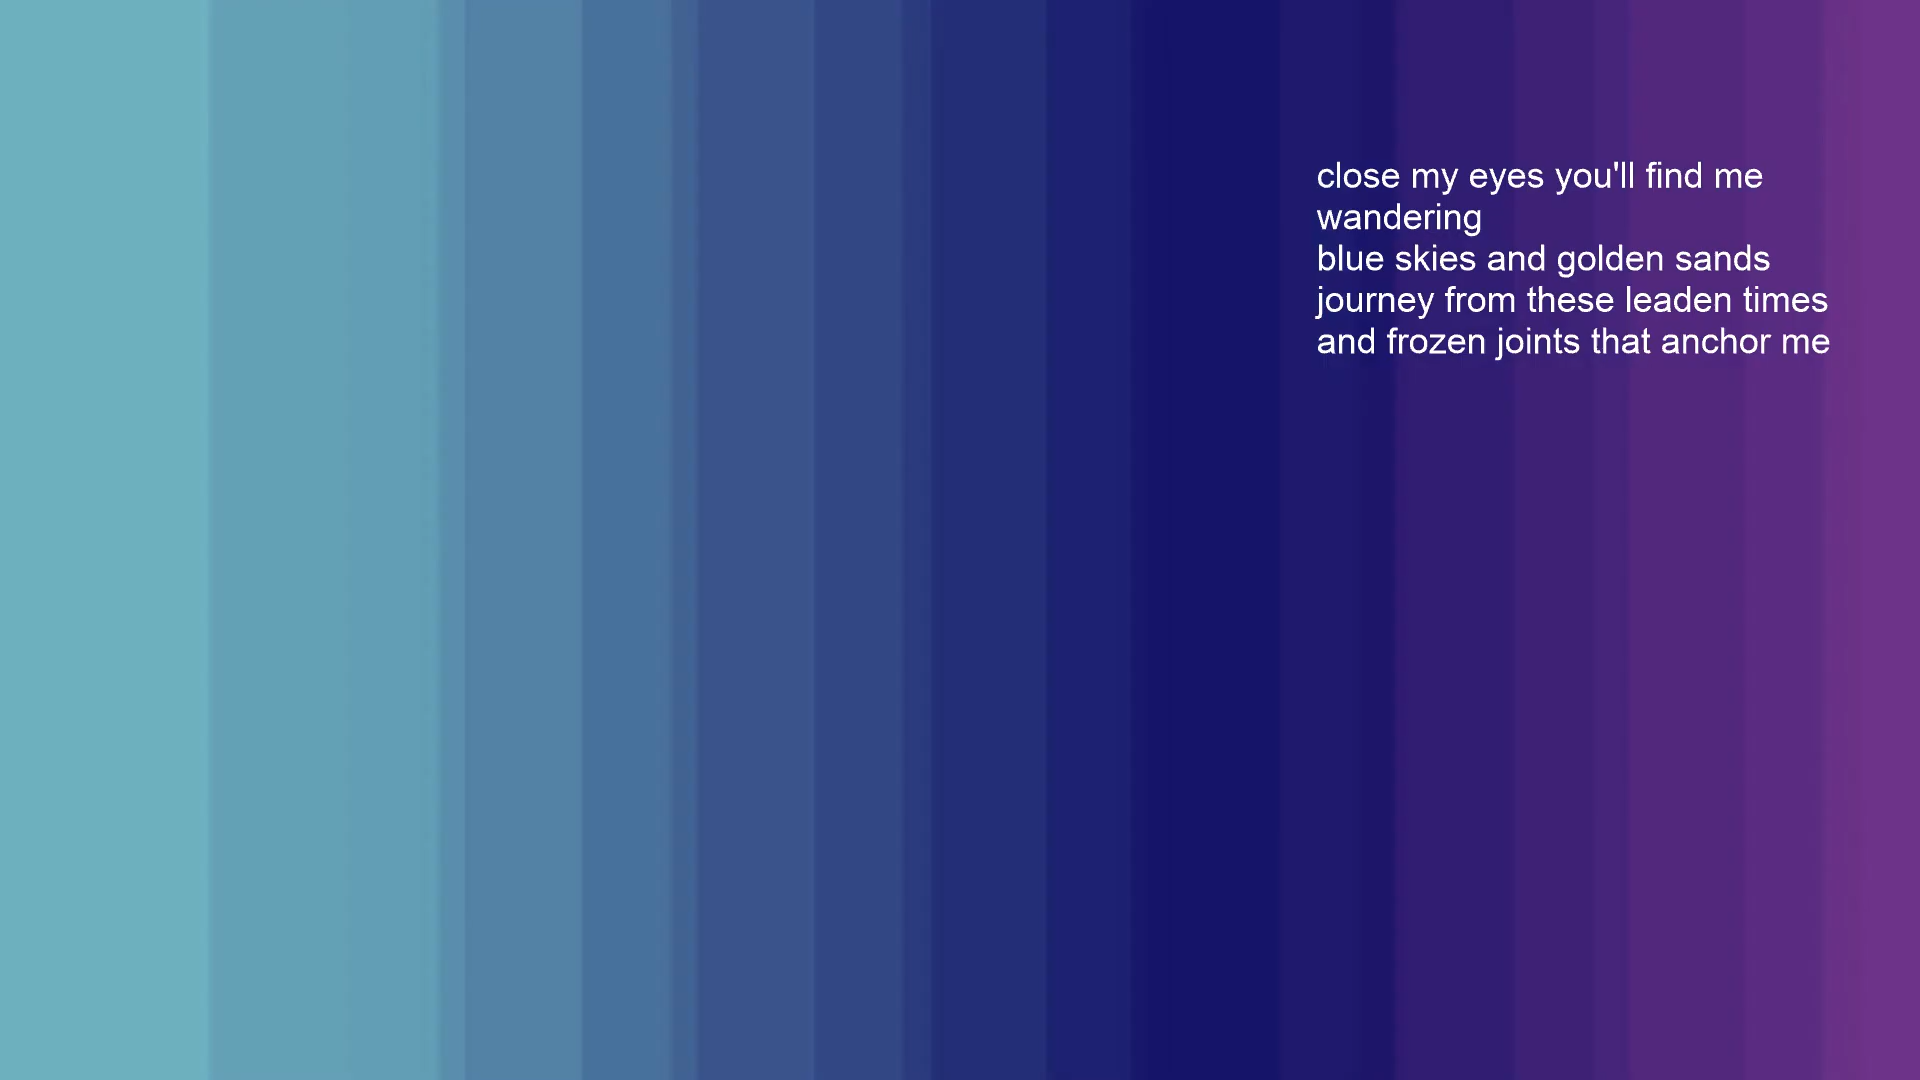 close my eyes you'll find me
wandering
blue skies and golden sands
journey from these leaden times
and frozen joints that anchor me